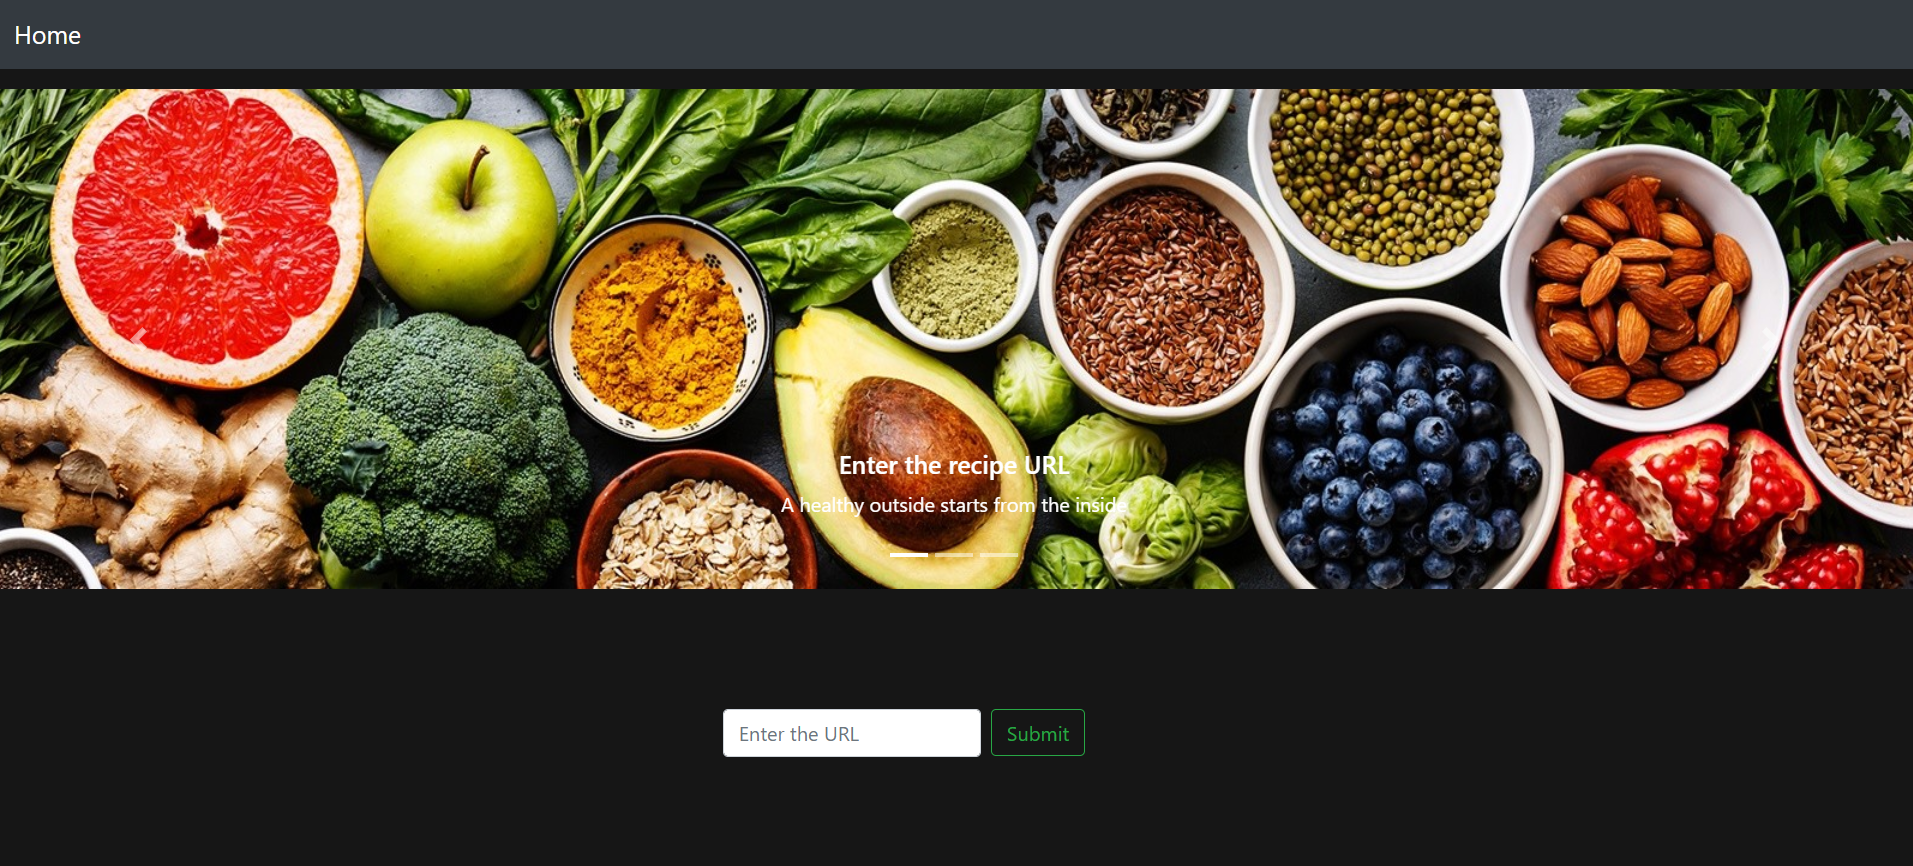 Home
Enter the recipe URL
A healthy outside starts from the inside
Enter the URL
Submit